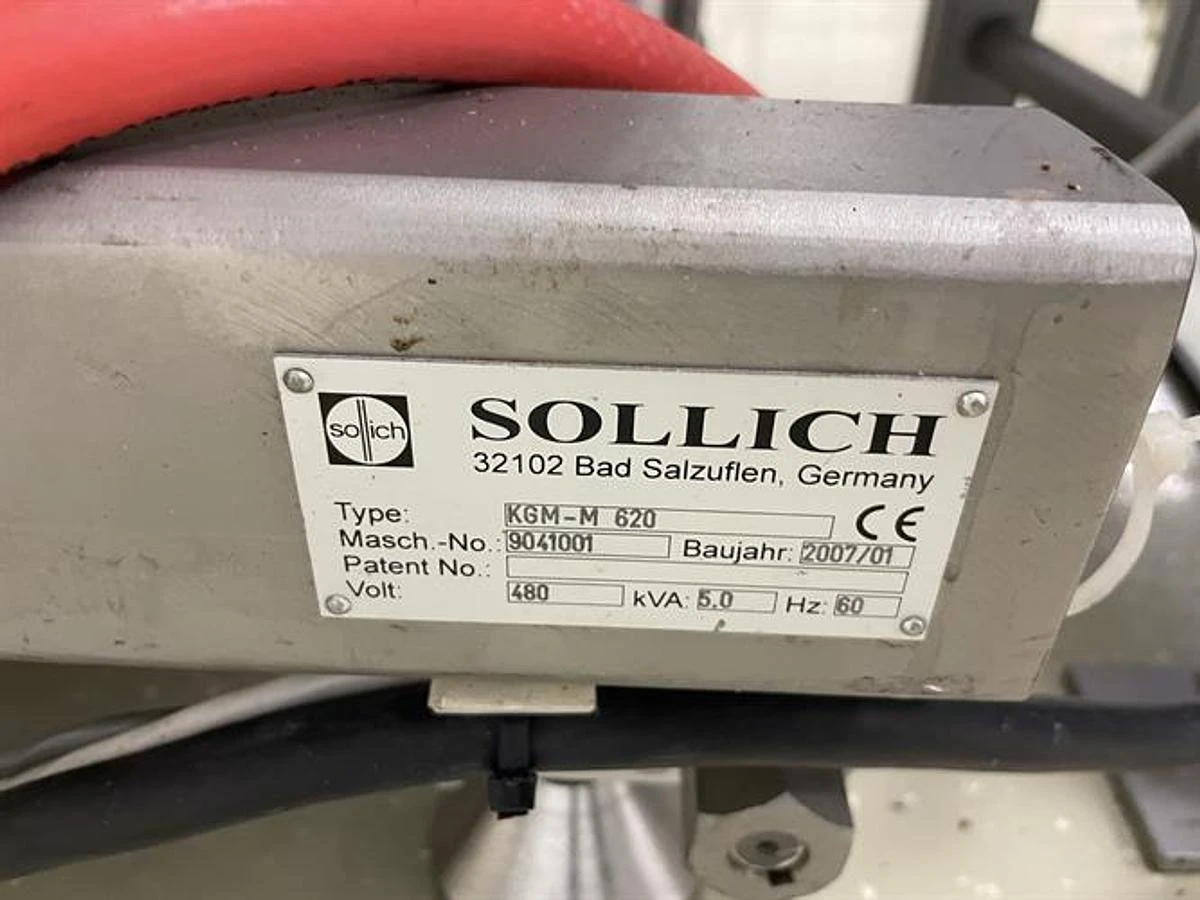 sollich
SOLLICH
32102 Bad Salzuflen, Germany
Type: KGM-M 620
CE
Masch.-No.: 9041001 Baujahr: 2007/01
Patent No.:
Volt: 480 kVA: 5.0 Hz: 60